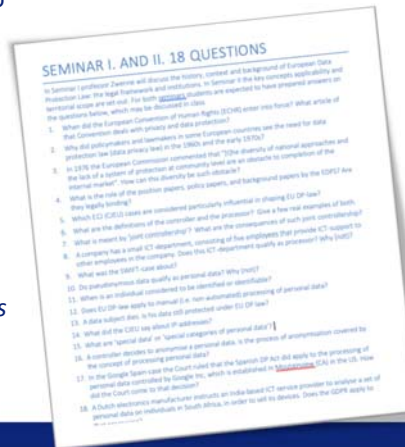 SEMINAR I. AND II. 18 QUESTIONS
In Seminar I professor Zwenne will discuss the history, context and background of European Data
Protection Law: the legal framework and institutions. In Seminar II the key concepts applicability and
territorial scope are set out. For both seminars students are expected to have prepared answers on
the questions below, which may be discussed in class.
1. When did the European Convention of Human Rights (ECHR) enter into force? What article of
that Convention deals with privacy and data protection?
2. Why did policymakers and lawmakers in some European countries see the need for data
protection law (data privacy law) in the 1960s and the early 1970s?
3. In 1976 the European Commission commented that "[t]he diversity of national approaches and
the lack of a system of protection at community level are an obstacle to completion of the
internal market". How can this diversity be such obstacle?
4. What is the role of the position papers, policy papers, and background papers by the EDPS? Are
they legally binding?
5. Which ECJ (CJEU) cases are considered particularly influential in shaping EU DP-law?
6. What are the definitions of the controller and the processor? Give a few real examples of both.
7. What is meant by 'joint controllership'? What are the consequences of such joint controllership?
8. A company has a small ICT-department, consisting of five employees that provide ICT-support to
other employees in the company. Does this ICT-department qualify as processor? Why (not)?
9. What was the SWIFT-case about?
10. Do pseudonymous data qualify as personal data? Why (not)?
11. When is an individual considered to be identified or identifiable?
12. Does EU DP-law apply to manual (i.e. non-automated) processing of personal data?
13. A data subject dies. Is his data still protected under EU DP law?
14. What did the CJEU say about IP-addresses?
15. What are 'special data' or 'special categories of personal data'?
16. A controller decides to anonymise a personal data. Is the process of anonymisation covered by
the concept of processing personal data?
17. In the Google Spain case the Court ruled that the Spanish DP Act did apply to the processing of
personal data controlled by Google Inc, which is established in (CA) in the US. How
did the Court come to that decision?
18. A Dutch electronics manufacturer instructs an India-based ICT service provider to analyse a set of
personal data on individuals in South Africa, in order to sell its devices. Does the GDPR apply to
s